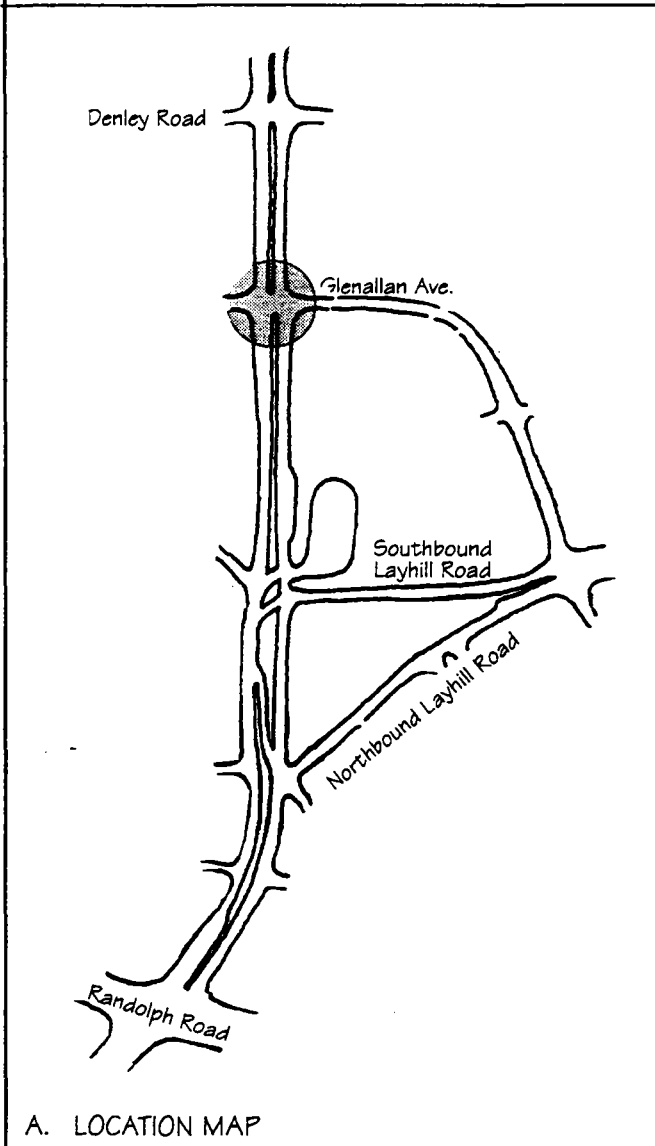 Denley Road
Glenallan Ave.
Southbound
Layhill Road
Northbound Layhill Road
Randolph Road
A. LOCATION MAP